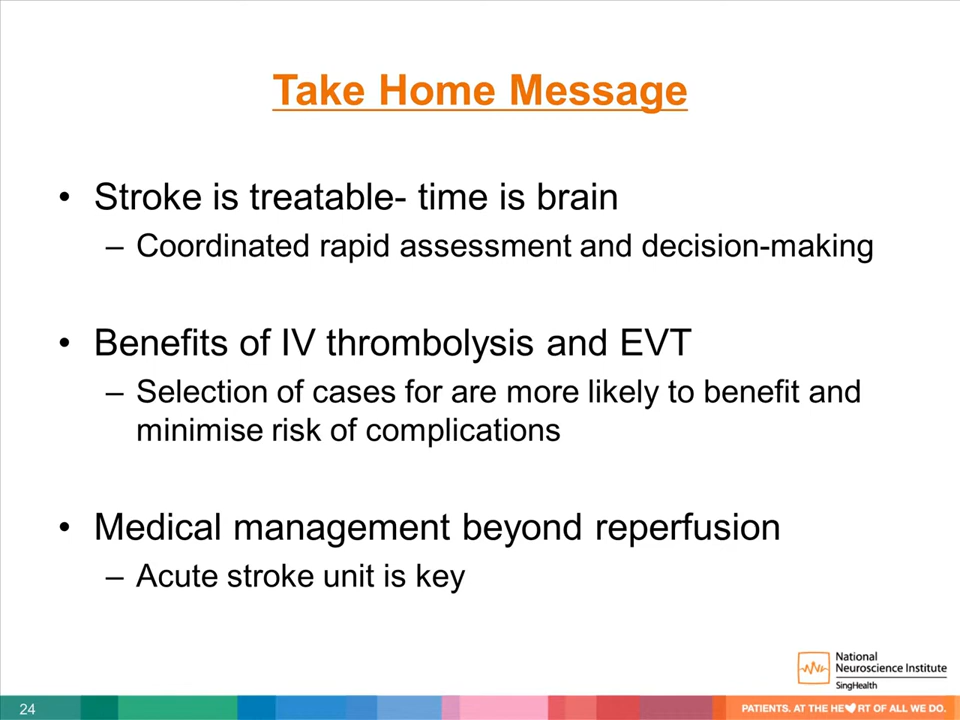 Take Home Message
• Stroke is treatable- time is brain
– Coordinated rapid assessment and decision-making
• Benefits of IV thrombolysis and EVT
– Selection of cases for are more likely to benefit and
minimise risk of complications
• Medical management beyond reperfusion
– Acute stroke unit is key
National
Neuroscience Institute
SingHealth
24
PATIENTS. AT THE HE♥RT OF ALL WE DO.